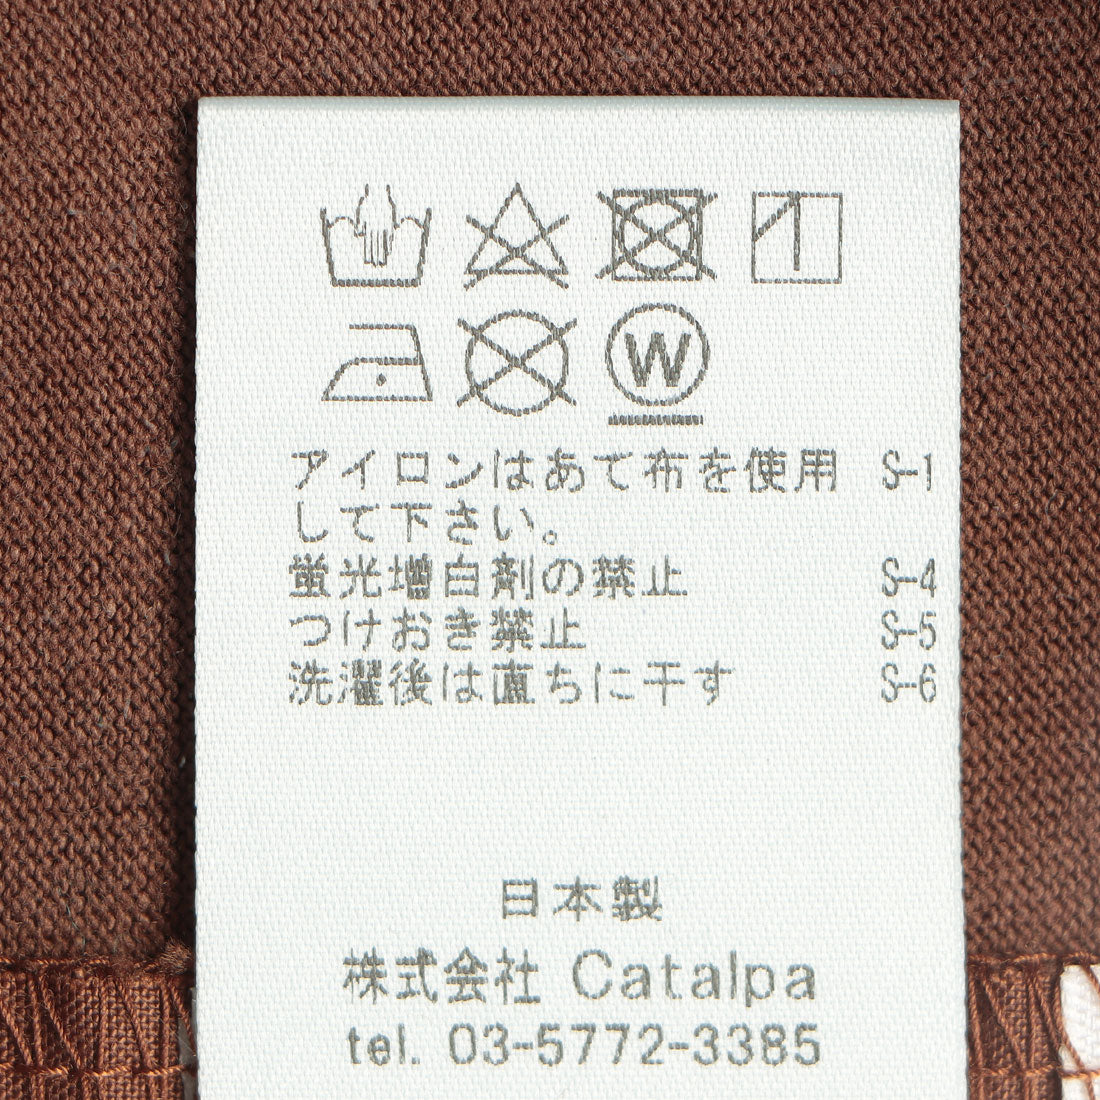 W
アイロンはあて布を使用 S-1
して下さい。
蛍光増白剤の禁止 S-4
つけおき禁止 S-5
洗濯後は直ちに干す S-6
日本製
株式会社 Catalpa
tel. 03-5772-3385